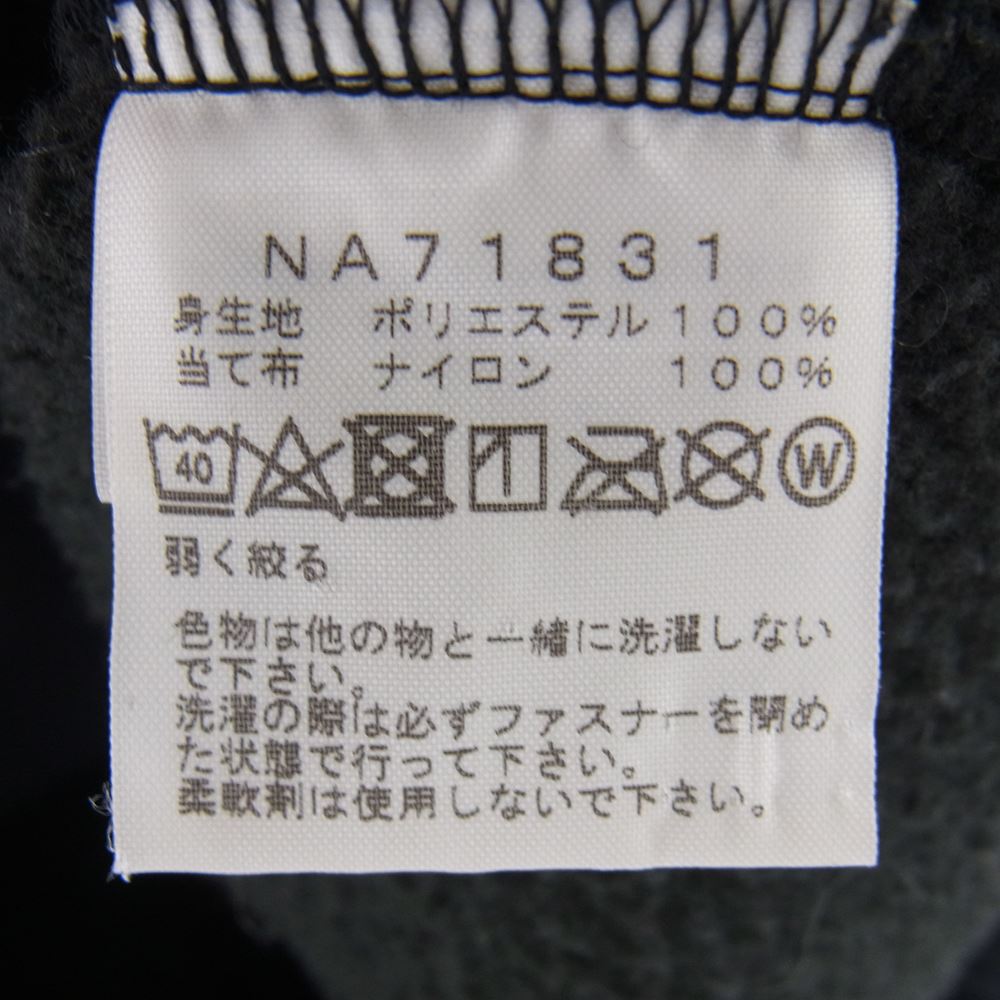 NA71831
身生地 ポリエステル100%
当て布 ナイロン 100%
40 W
弱く絞る
色物は他の物と一緒に洗濯しない
で下さい。
洗濯の際は必ずファスナーを閉め
た状態で行って下さい。
柔軟剤は使用しないで下さい。